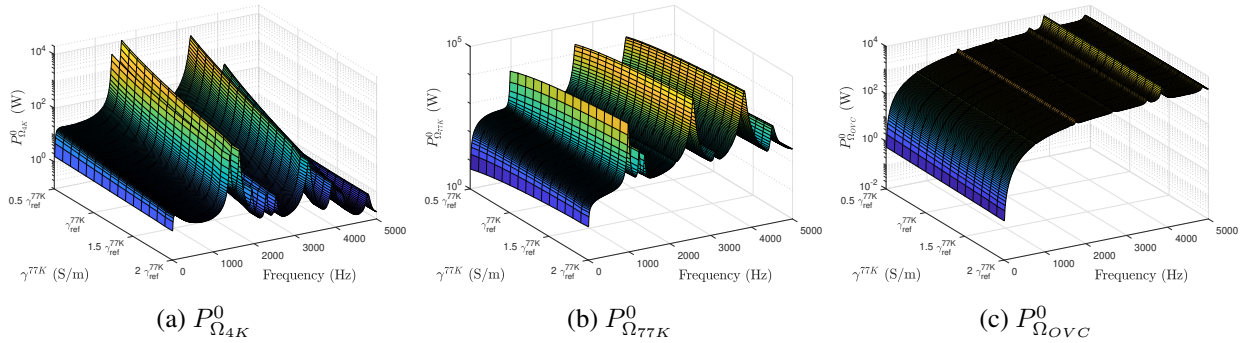 10^4
10^2
10^0
P^0_{Ω_{4K}} (W)
0.5 γ^{77K}_{ref}
γ^{77K}_{ref}
1.5 γ^{77K}_{ref}
2 γ^{77K}_{ref}
γ^{77K} (S/m)
0
1000
2000
3000
4000
5000
Frequency (Hz)
(a) P^0_{Ω_{4K}}
10^5
10^0
P^0_{Ω_{77K}} (W)
0.5 γ^{77K}_{ref}
γ^{77K}_{ref}
1.5 γ^{77K}_{ref}
2 γ^{77K}_{ref}
γ^{77K} (S/m)
0
1000
2000
3000
4000
5000
Frequency (Hz)
(b) P^0_{Ω_{77K}}
10^4
10^2
10^0
10^{-2}
P^0_{Ω_{OVC}} (W)
0.5 γ^{77K}_{ref}
γ^{77K}_{ref}
1.5 γ^{77K}_{ref}
2 γ^{77K}_{ref}
γ^{77K} (S/m)
0
1000
2000
3000
4000
5000
Frequency (Hz)
(c) P^0_{Ω_{OVC}}